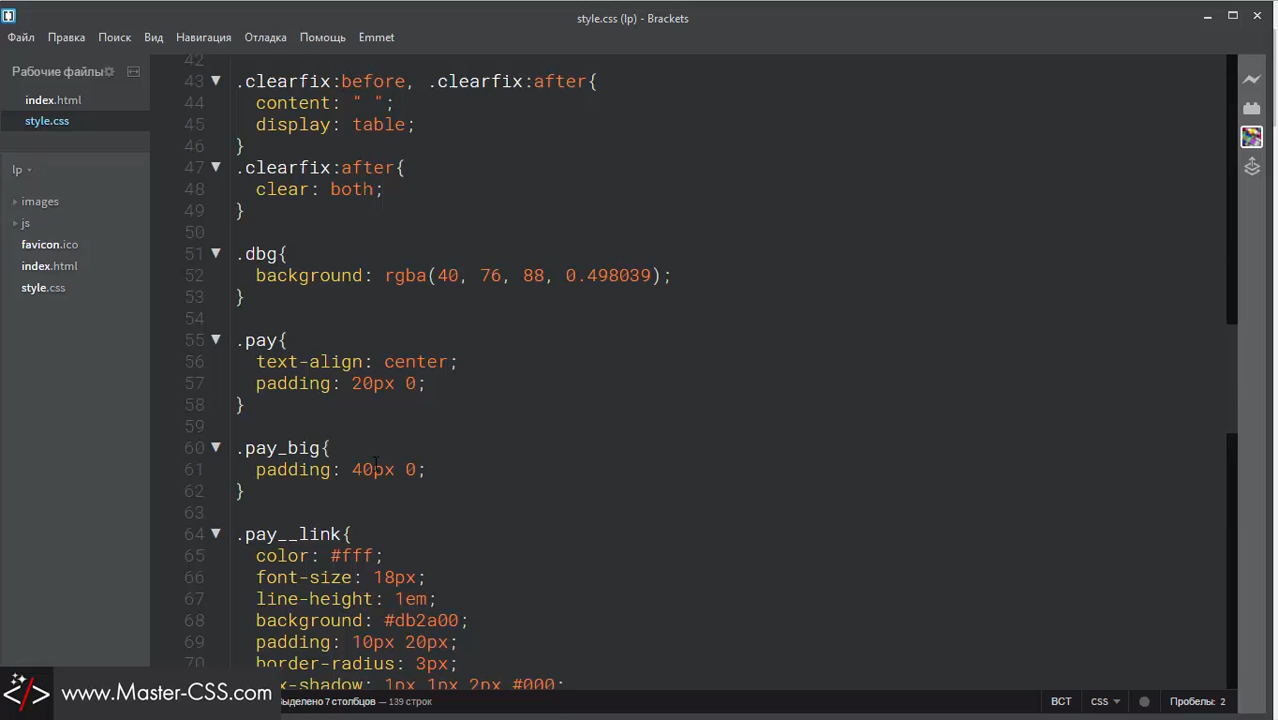 style.css (lp) - Brackets
Файл Правка Поиск Вид Навигация Отладка Помощь Emmet
Рабочие файлы
index.html
style.css
lp
images
js
favicon.ico
index.html
style.css
42
43 .clearfix:before, .clearfix:after{
44 content: " ";
45 display: table;
46 }
47 .clearfix:after{
48 clear: both;
49 }
50
51 .dbg{
52 background: rgba(40, 76, 88, 0.498039);
53 }
54
55 .pay{
56 text-align: center;
57 padding: 20px 0;
58 }
59
60 .pay_big{
61 padding: 40px 0;
62 }
63
64 .pay__link{
65 color: #fff;
66 font-size: 18px;
67 line-height: 1em;
68 background: #db2a00;
69 padding: 10px 20px;
70 border-radius: 3px;
x-shadow: 1px 1px 2px #000;
www.Master-CSS.com
ыделено 7 столбцов — 139 строк
ВСТ CSS Пробелы: 2